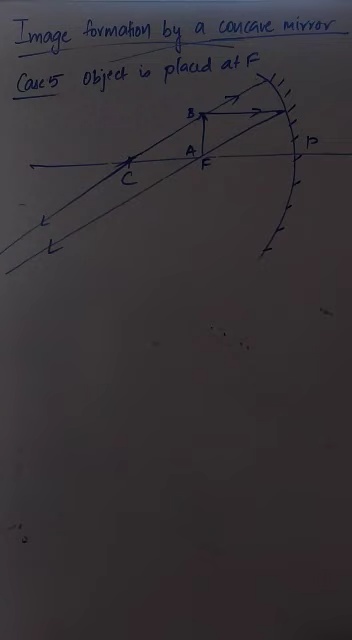 Image formation by a concave mirror
Case 5 Object is placed at F
B
A
P
C
F